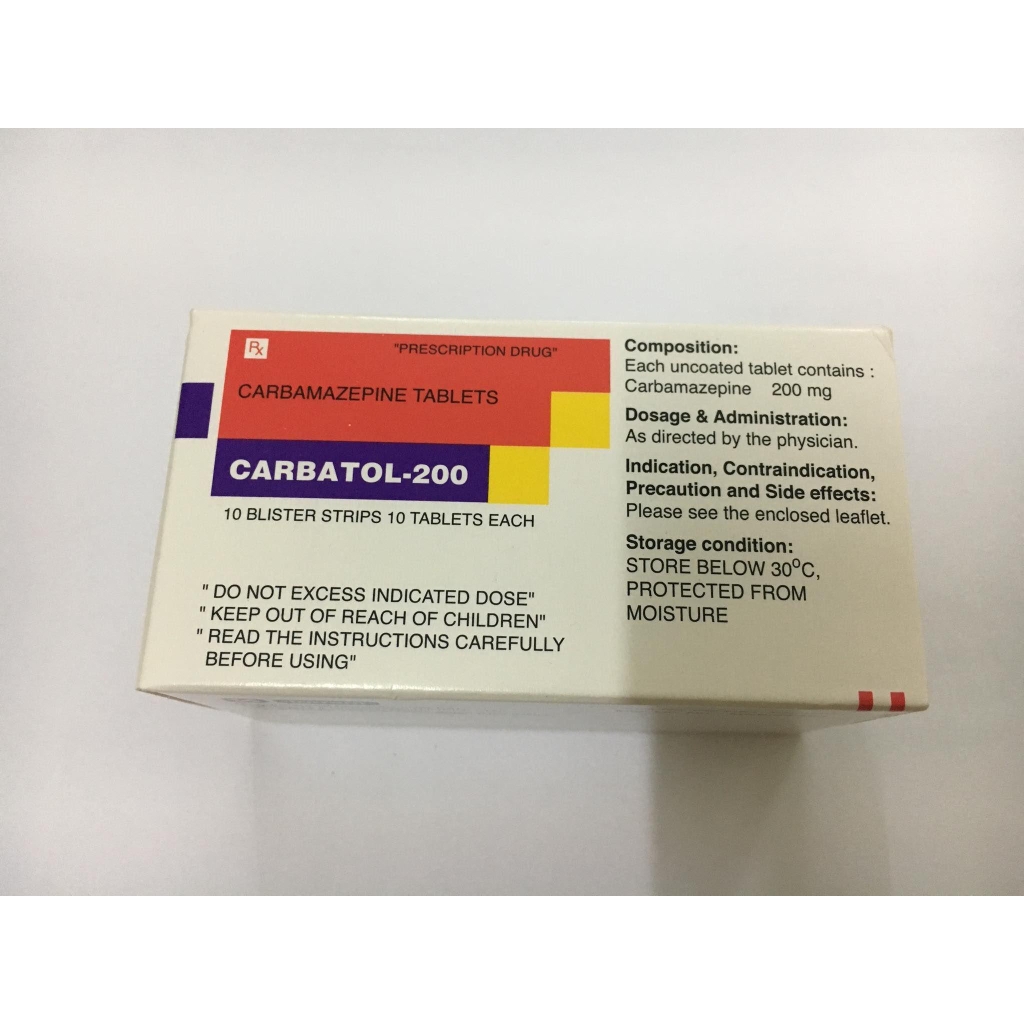 Rx
"PRESCRIPTION DRUG"
CARBAMAZEPINE TABLETS
CARBATOL-200
10 BLISTER STRIPS 10 TABLETS EACH
" DO NOT EXCESS INDICATED DOSE"
" KEEP OUT OF REACH OF CHILDREN"
" READ THE INSTRUCTIONS CAREFULLY
BEFORE USING"
Composition:
Each uncoated tablet contains :
Carbamazepine 200 mg
Dosage & Administration:
As directed by the physician.
Indication, Contraindication,
Precaution and Side effects:
Please see the enclosed leaflet.
Storage condition:
STORE BELOW 30°C,
PROTECTED FROM
MOISTURE